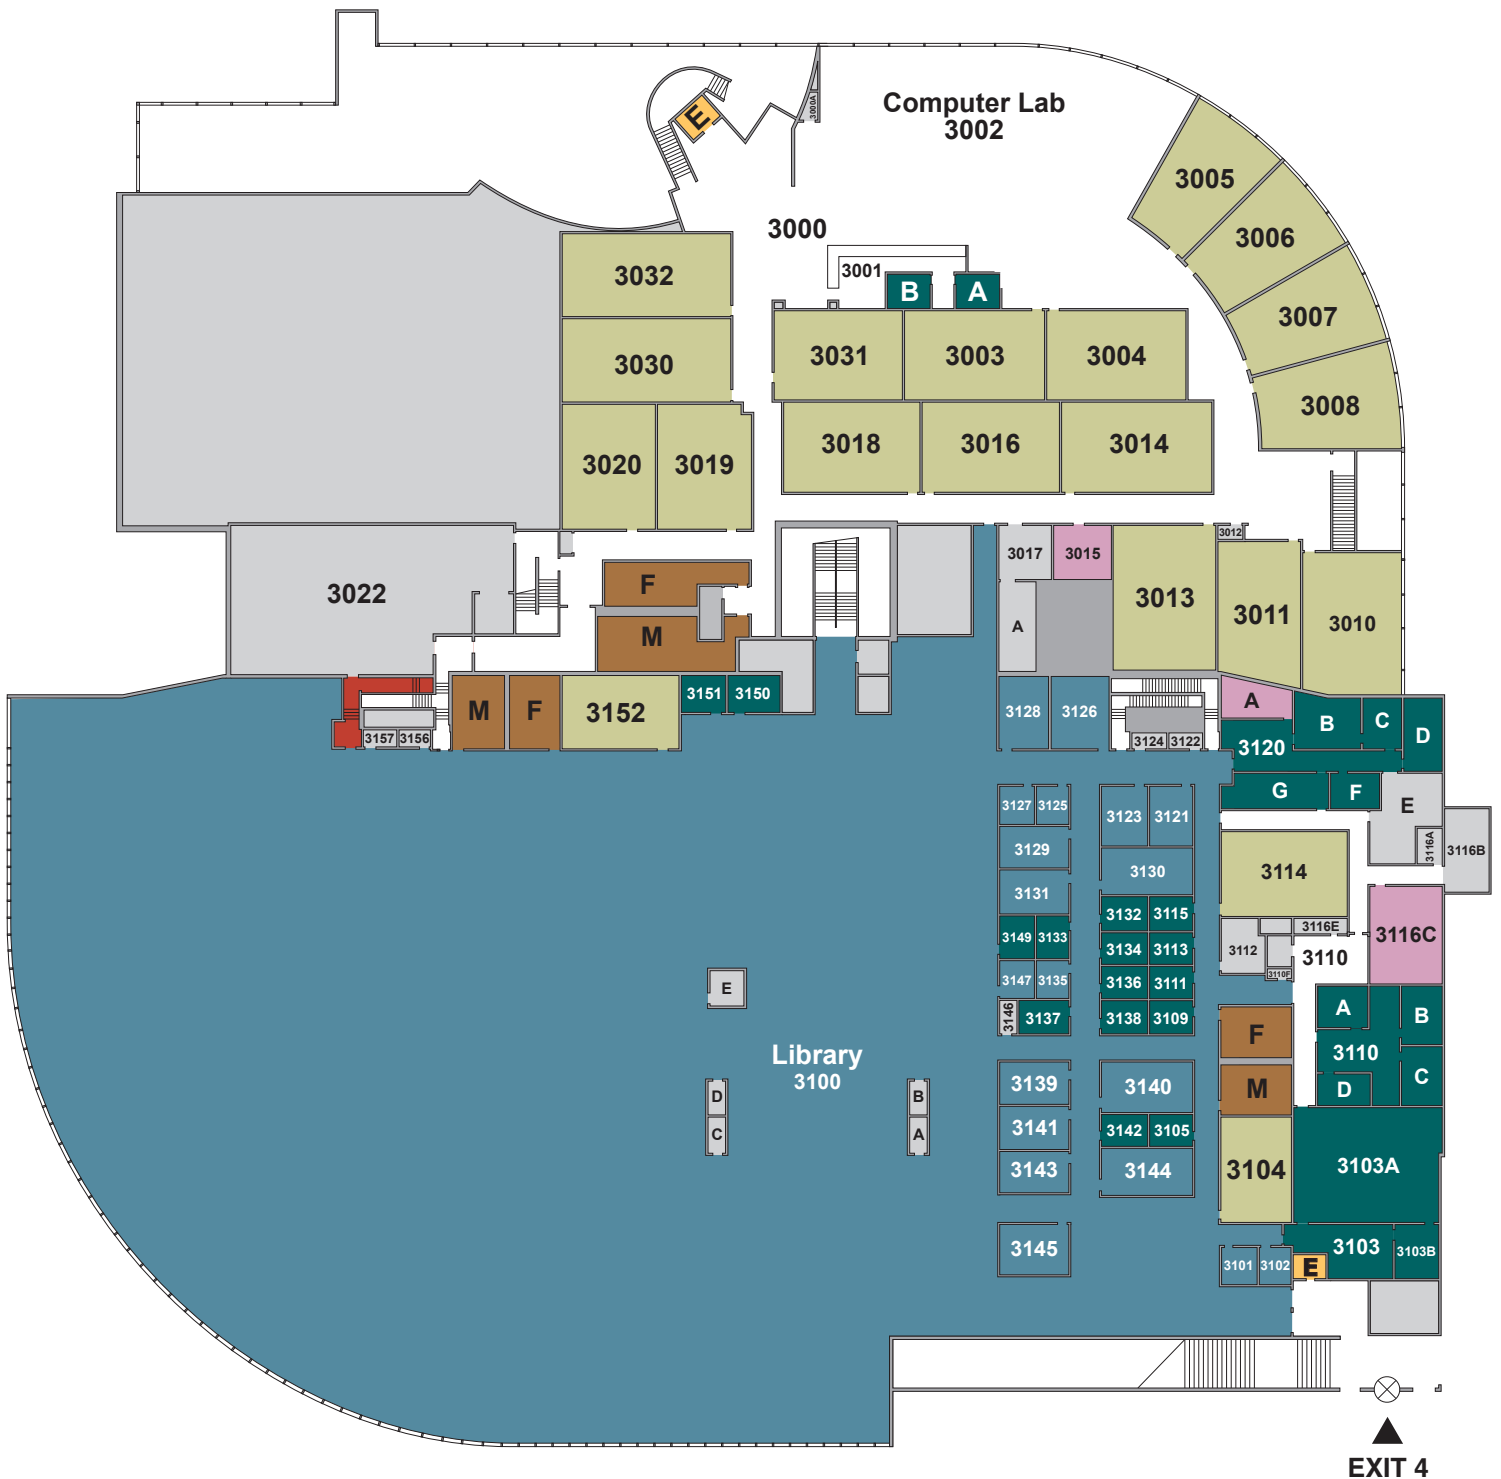 Computer Lab
3002
3000A
E
3005
3006
3000
3001
3032
B
A
3007
3030
3031
3003
3004
3008
3020
3019
3018
3016
3014
3012
3017
3015
3013
3011
3010
3022
F
M
A
3151
3150
M
F
3152
3128
3126
A
B
C
D
3157
3156
3124
3122
3120
G
F
E
3127
3125
3123
3121
3116A
3116B
3129
3130
3114
3131
3132
3115
3116E
3149
3133
3134
3113
3112
3116C
3110
3110F
3147
3135
3136
3111
E
3146
3137
3138
3109
A
B
F
Library
3100
3110
3139
3140
M
D
C
D
B
3141
3142
3105
C
A
3143
3144
3104
3103A
3145
3103
3103B
3101
3102
E
EXIT 4